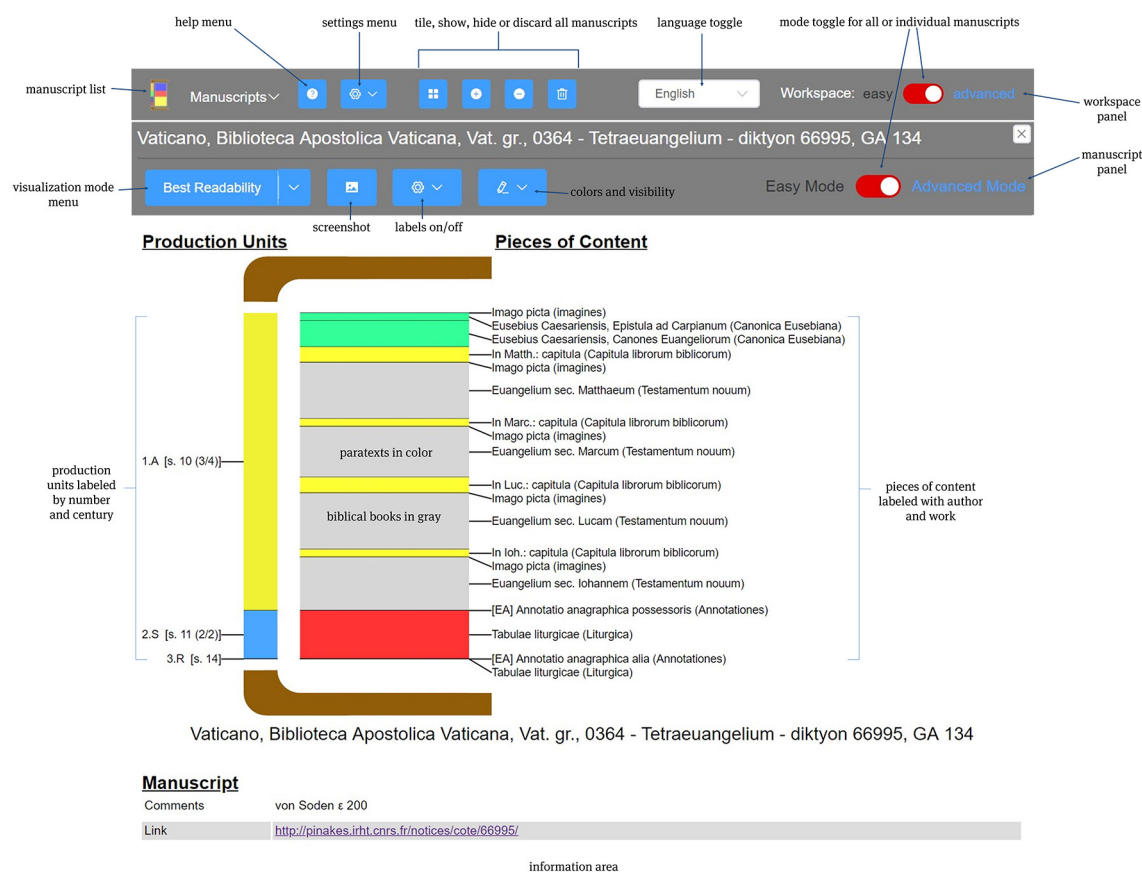 help menu
settings menu
tile, show, hide or discard all manuscripts
language toggle
mode toggle for all or individual manuscripts
manuscript list
Manuscripts
English
Workspace: easy advanced
workspace
panel
Vaticano, Biblioteca Apostolica Vaticana, Vat. gr., 0364 - Tetraeuangelium - diktyon 66995, GA 134
manuscript
panel
visualization mode
menu
Best Readability
colors and visibility
Easy Mode Advanced Mode
screenshot
labels on/off
Production Units
Pieces of Content
Imago picta (imagines)
Eusebius Caesariensis, Epistula ad Carpianum (Canonica Eusebiana)
Eusebius Caesariensis, Canones Euangeliorum (Canonica Eusebiana)
In Matth.: capitula (Capitula librorum biblicorum)
Imago picta (imagines)
Euangelium sec. Matthaeum (Testamentum nouum)
In Marc.: capitula (Capitula librorum biblicorum)
Imago picta (imagines)
Euangelium sec. Marcum (Testamentum nouum)
In Luc.: capitula (Capitula librorum biblicorum)
Imago picta (imagines)
Euangelium sec. Lucam (Testamentum nouum)
In Ioh.: capitula (Capitula librorum biblicorum)
Imago picta (imagines)
Euangelium sec. Iohannem (Testamentum nouum)
[EA] Annotatio anagraphica possessoris (Annotationes)
Tabulae liturgicae (Liturgica)
[EA] Annotatio anagraphica alia (Annotationes)
Tabulae liturgicae (Liturgica)
paratexts in color
biblical books in gray
1.A [s. 10 (3/4)]
2.S [s. 11 (2/2)]
3.R [s. 14]
production
units labeled
by number
and century
pieces of content
labeled with author
and work
Vaticano, Biblioteca Apostolica Vaticana, Vat. gr., 0364 - Tetraeuangelium - diktyon 66995, GA 134
Manuscript
Comments von Soden ε 200
Link http://pinakes.irht.cnrs.fr/notices/cote/66995/
information area